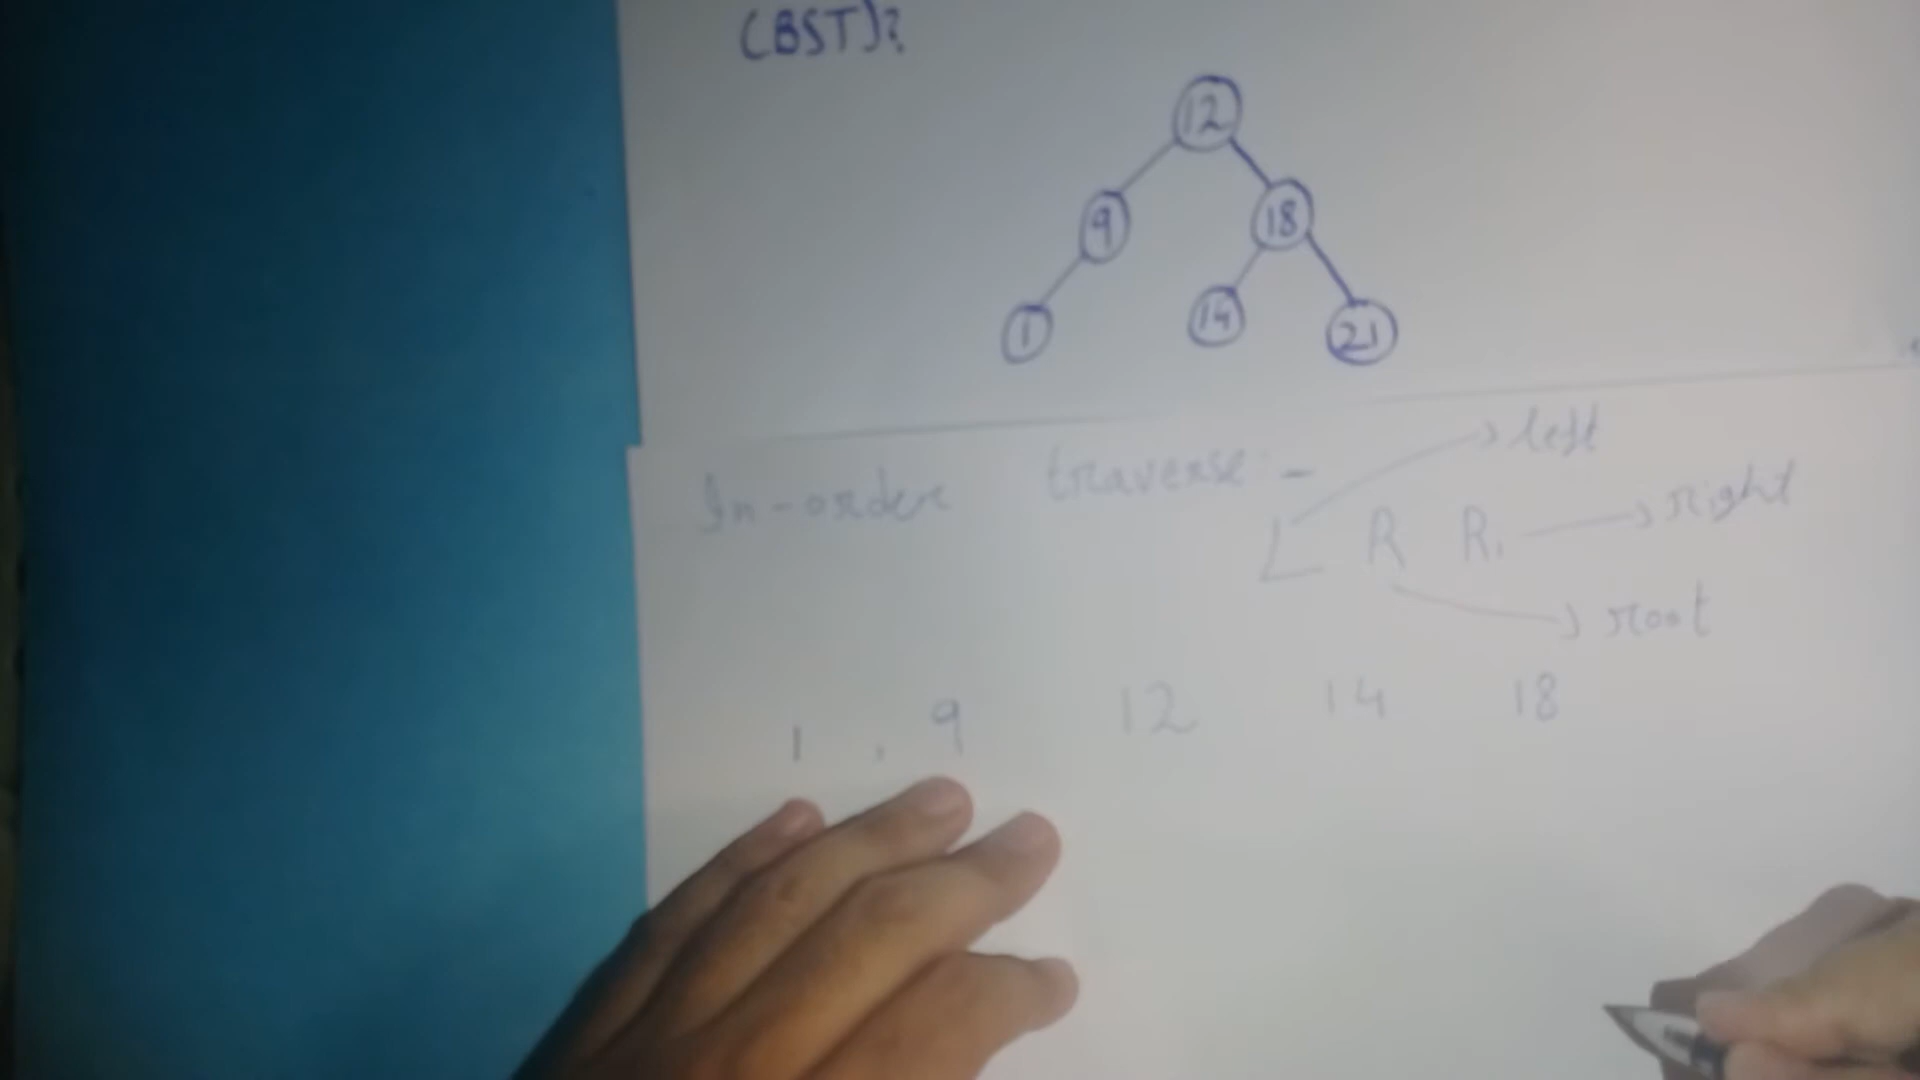 (BST)?
12
9 18
1 14 21
In-order traverse:-
left
L R R.
right
root
1 , 9 12 14 18